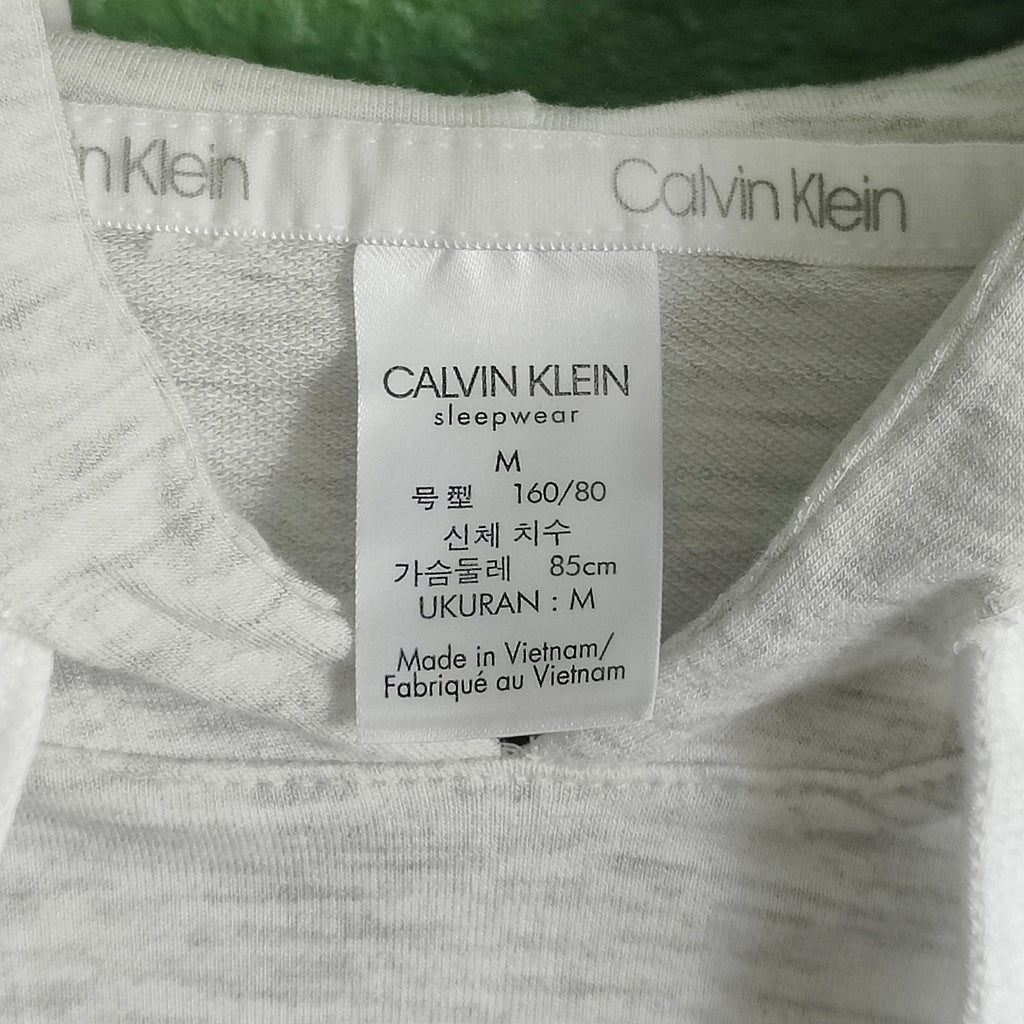 n Klein
Calvin Klein
CALVIN KLEIN
sleepwear
M
号型 160/80
신체 치수
가슴둘레 85cm
UKURAN : M
Made in Vietnam/
Fabriqué au Vietnam